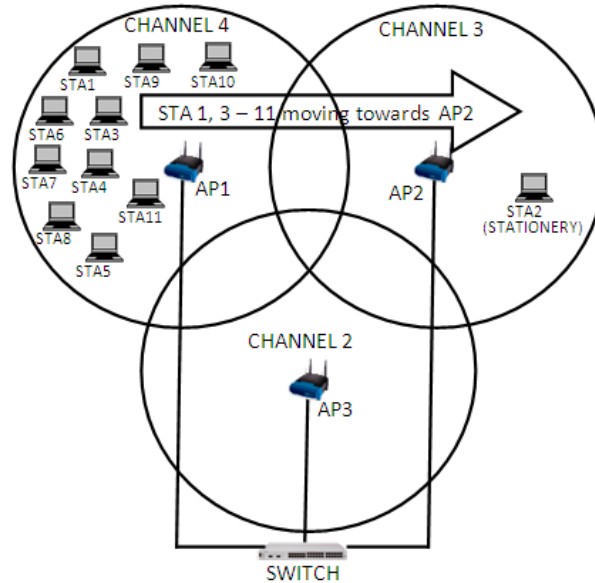 CHANNEL 4
CHANNEL 3
STA1
STA9
STA10
STA 1, 3 – 11 moving towards AP2
STA6
STA3
STA7
STA4
AP1
AP2
STA11
STA2
(STATIONERY)
STA8
STA5
CHANNEL 2
AP3
SWITCH